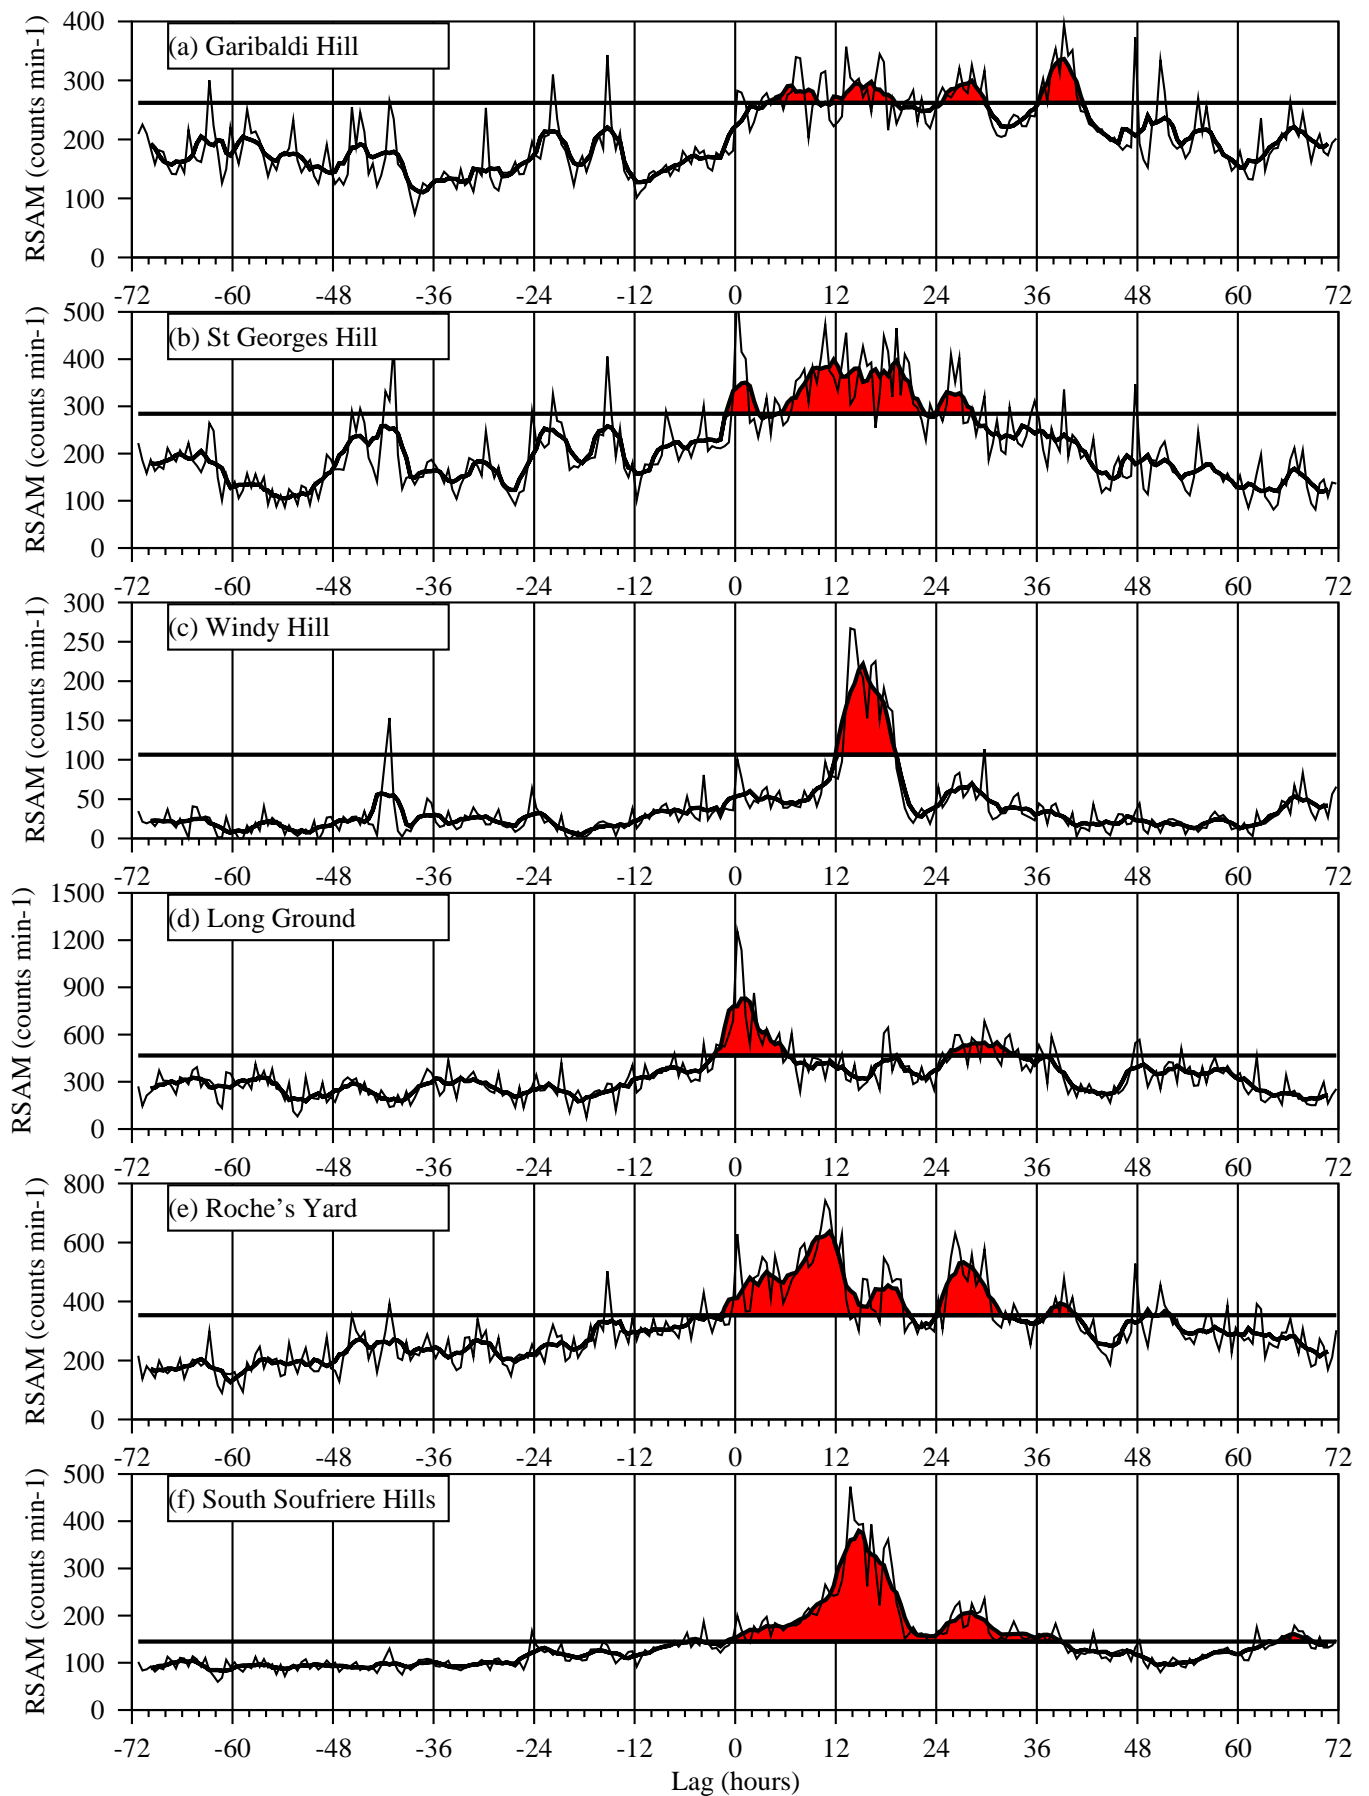 RSAM (counts min-1)
400
300
200
100
0
(a) Garibaldi Hill
-72 -60 -48 -36 -24 -12 0 12 24 36 48 60 72
RSAM (counts min-1)
500
400
300
200
100
0
(b) St Georges Hill
-72 -60 -48 -36 -24 -12 0 12 24 36 48 60 72
RSAM (counts min-1)
300
250
200
150
100
50
0
(c) Windy Hill
-72 -60 -48 -36 -24 -12 0 12 24 36 48 60 72
RSAM (counts min-1)
1500
1200
900
600
300
0
(d) Long Ground
-72 -60 -48 -36 -24 -12 0 12 24 36 48 60 72
RSAM (counts min-1)
800
600
400
200
0
(e) Roche’s Yard
-72 -60 -48 -36 -24 -12 0 12 24 36 48 60 72
RSAM (counts min-1)
500
400
300
200
100
0
(f) South Soufriere Hills
-72 -60 -48 -36 -24 -12 0 12 24 36 48 60 72
Lag (hours)